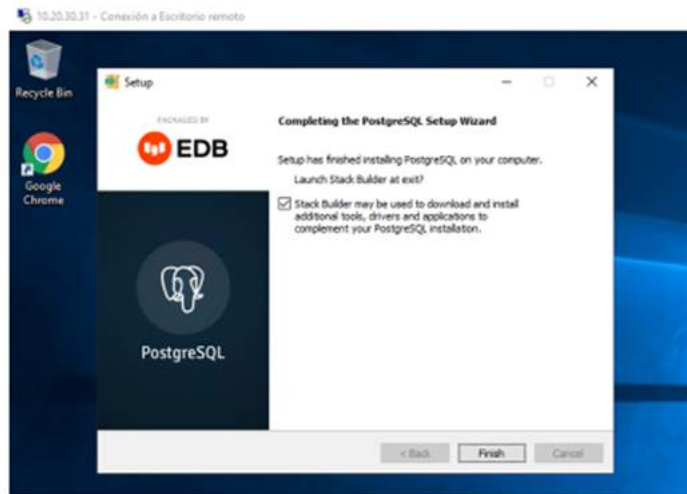 10.20.30.31 - Conexión a Escritorio remoto
Recycle Bin
Google
Chrome
Setup
PACKAGED BY
EDB
PostgreSQL
Completing the PostgreSQL Setup Wizard
Setup has finished installing PostgreSQL on your computer.
Launch Stack Builder at exit?
Stack Builder may be used to download and install
additional tools, drivers and applications to
complement your PostgreSQL installation.
< Back
Finish
Cancel